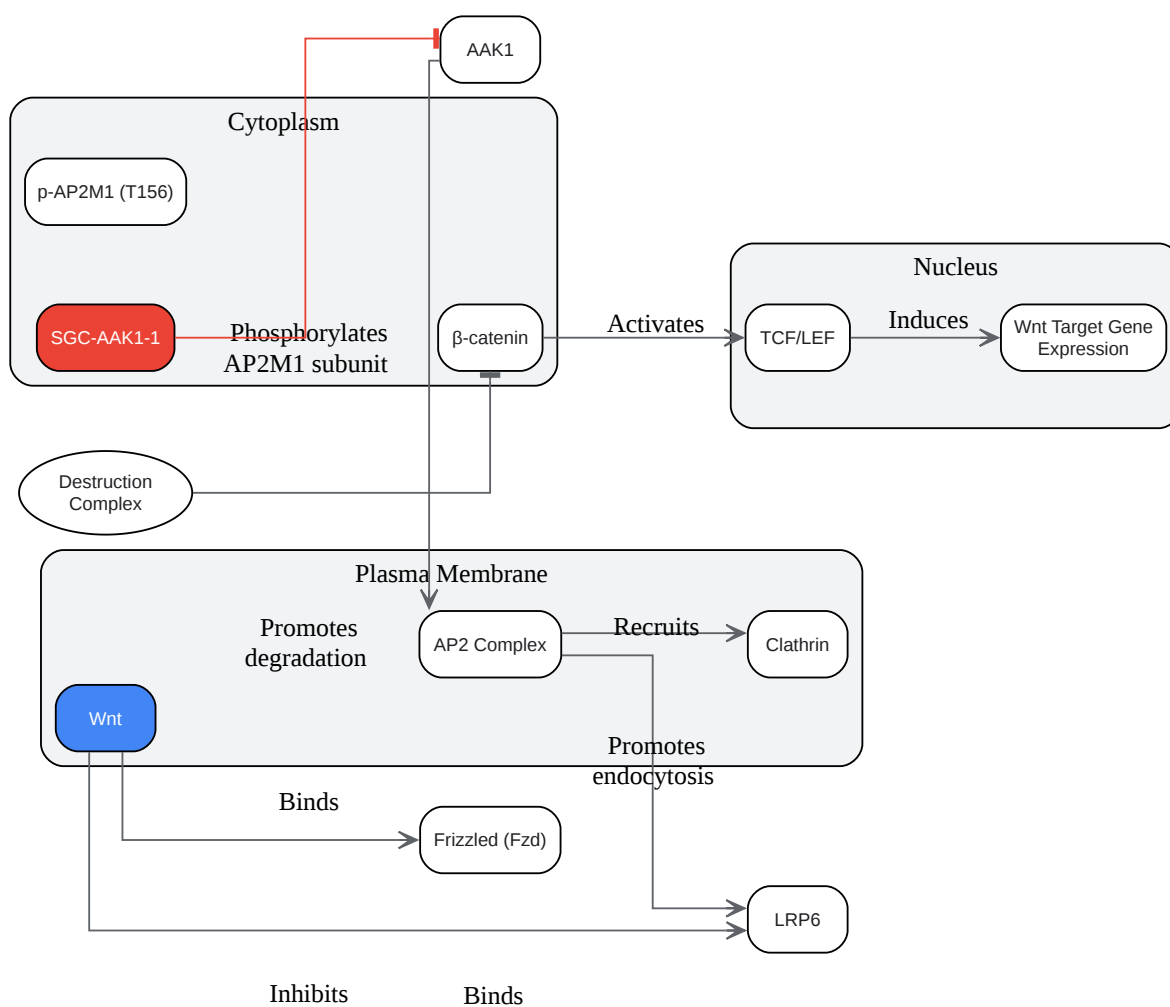 AAK1
Cytoplasm
p-AP2M1 (T156)
SGC-AAK1-1
Phosphorylates
AP2M1 subunit
β-catenin
Activates
Nucleus
TCF/LEF
Induces
Wnt Target Gene
Expression
Destruction
Complex
Plasma Membrane
Promotes
degradation
AP2 Complex
Recruits
Clathrin
Wnt
Promotes
endocytosis
Binds
Frizzled (Fzd)
LRP6
Inhibits
Binds